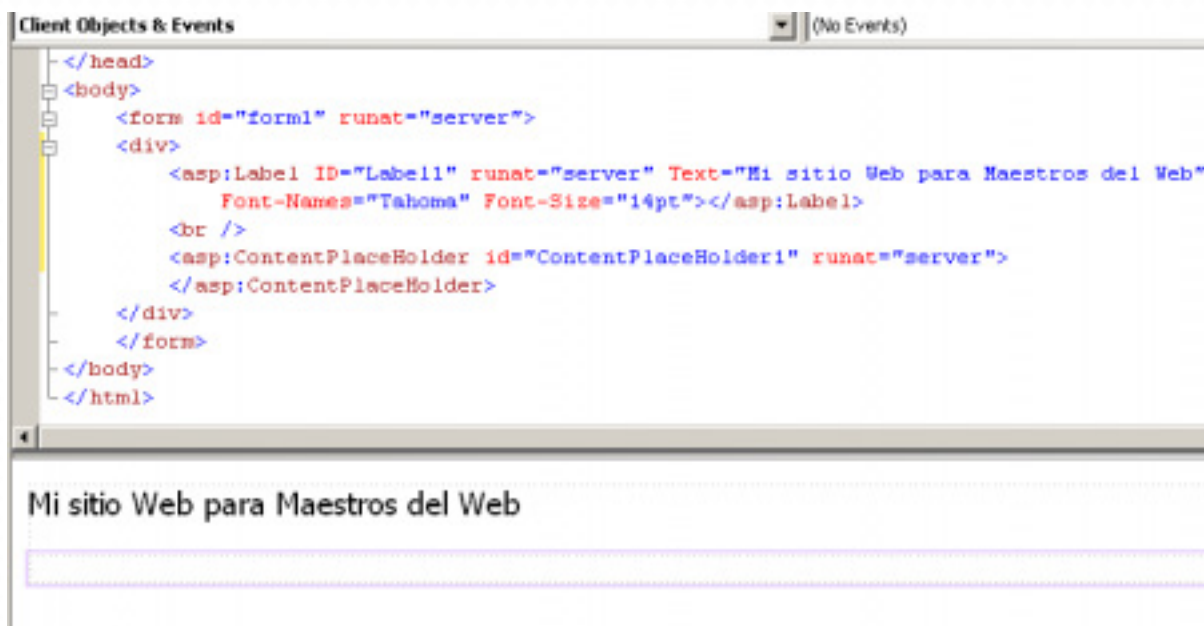 Client Objects & Events (No Events)
</head>
<body>
<form id="form1" runat="server">
<div>
<asp:Label ID="Label1" runat="server" Text="Mi sitio Web para Maestros del Web"
Font-Names="Tahoma" Font-Size="14pt"></asp:Label>
<br />
<asp:ContentPlaceHolder id="ContentPlaceHolder1" runat="server">
</asp:ContentPlaceHolder>
</div>
</form>
</body>
</html>
Mi sitio Web para Maestros del Web